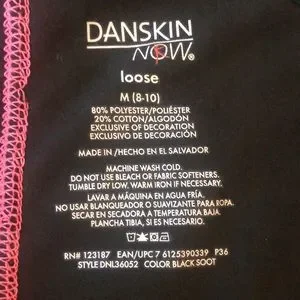 DANSKIN
NOW®
loose
M (8-10)
80% POLYESTER/POLIÉSTER
20% COTTON/ALGODÓN
EXCLUSIVE OF DECORATION
EXCLUSIVE OF DECORATION
MADE IN /HECHO EN EL SALVADOR
MACHINE WASH COLD.
DO NOT USE BLEACH OR FABRIC SOFTENERS.
TUMBLE DRY LOW. WARM IRON IF NECESSARY.
LAVAR A MÁQUINA EN AGUA FRÍA.
NO USAR BLANQUEADOR O SUAVIZANTE PARA ROPA.
SECAR EN SECADORA A TEMPERATURA BAJA.
PLANCHA TIBIA, SI ES NECESARIO.
RN# 123187 EAN/UPC 7 6125390339 P36
STYLE DNL36052 COLOR BLACK SOOT